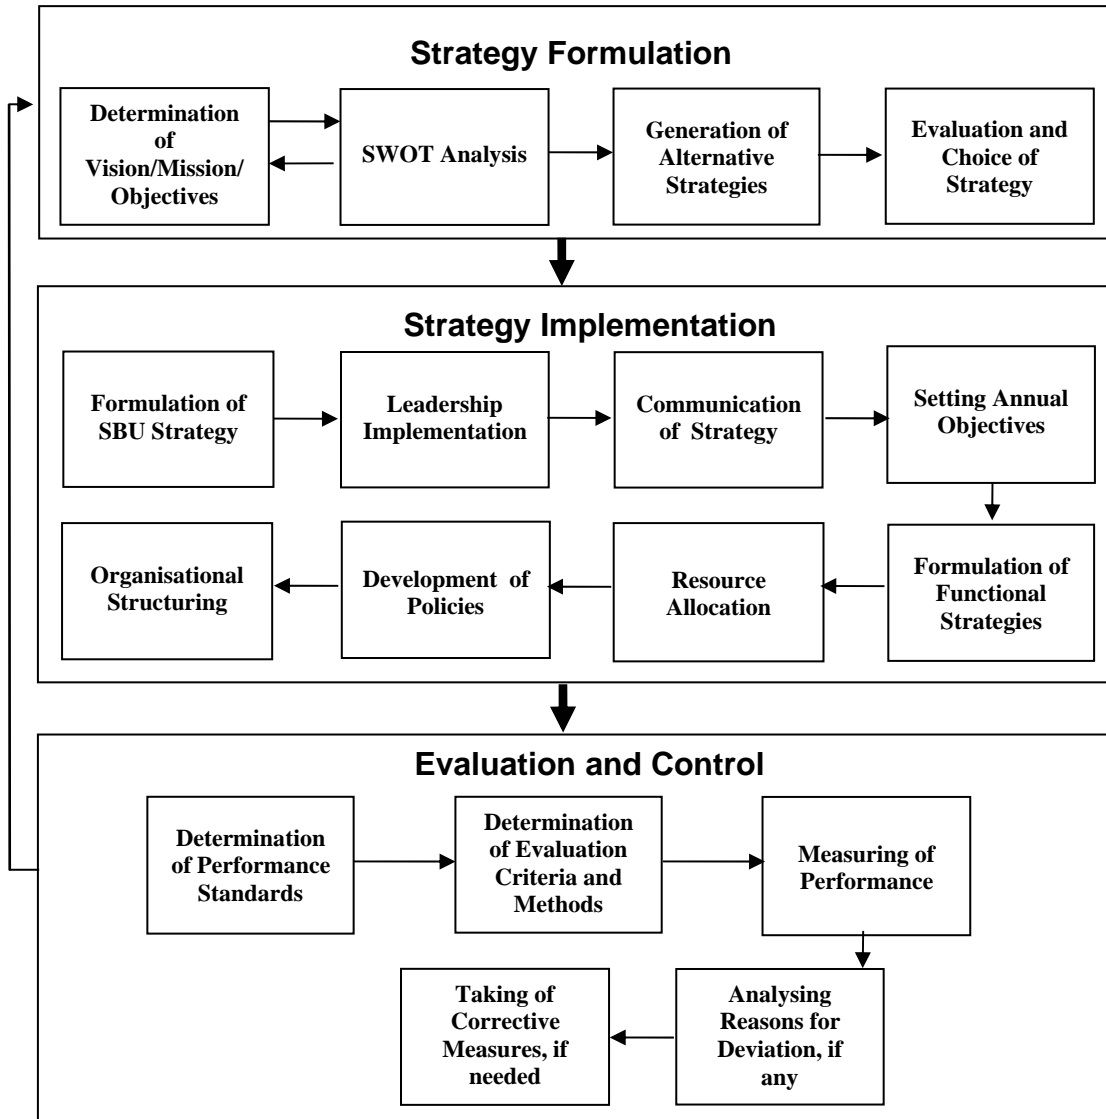 Strategy Formulation
Determination
of
Vision/Mission/
Objectives
SWOT Analysis
Generation of
Alternative
Strategies
Evaluation and
Choice of
Strategy
Strategy Implementation
Formulation of
SBU Strategy
Leadership
Implementation
Communication
of Strategy
Setting Annual
Objectives
Organisational
Structuring
Development of
Policies
Resource
Allocation
Formulation of
Functional
Strategies
Evaluation and Control
Determination
of Performance
Standards
Determination
of Evaluation
Criteria and
Methods
Measuring of
Performance
Taking of
Corrective
Measures, if
needed
Analysing
Reasons for
Deviation, if
any